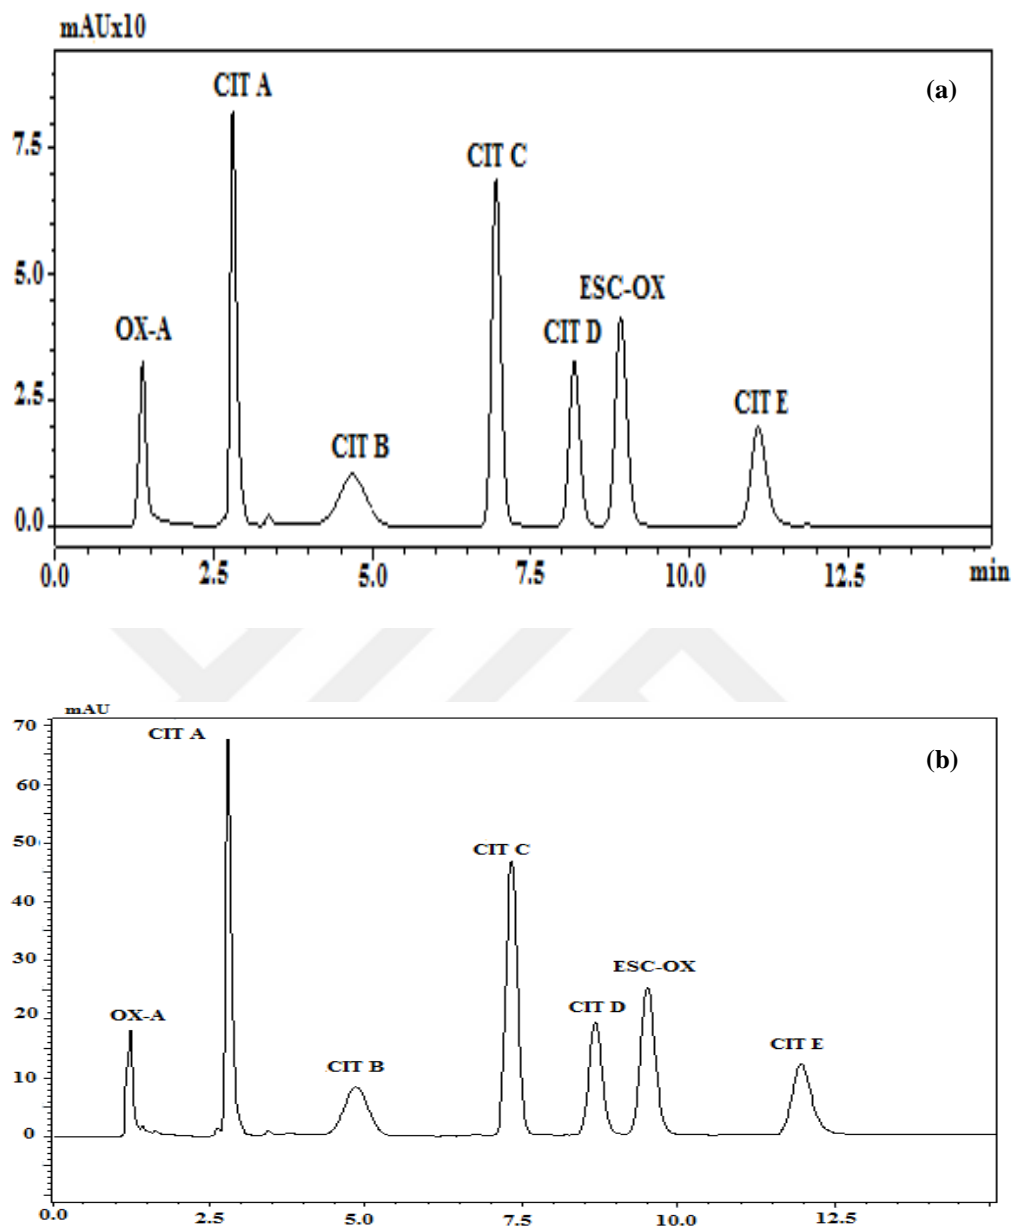 mAUx10
(a)
CIT A
7.5
CIT C
5.0
ESC-OX
OX-A
CIT D
2.5
CIT E
CIT B
0.0
0.0 2.5 5.0 7.5 10.0 12.5 min
mAU
70
CIT A
(b)
60
50
CIT C
40
30
ESC-OX
20
OX-A
CIT D
CIT B
CIT E
10
0
0.0 2.5 5.0 7.5 10.0 12.5